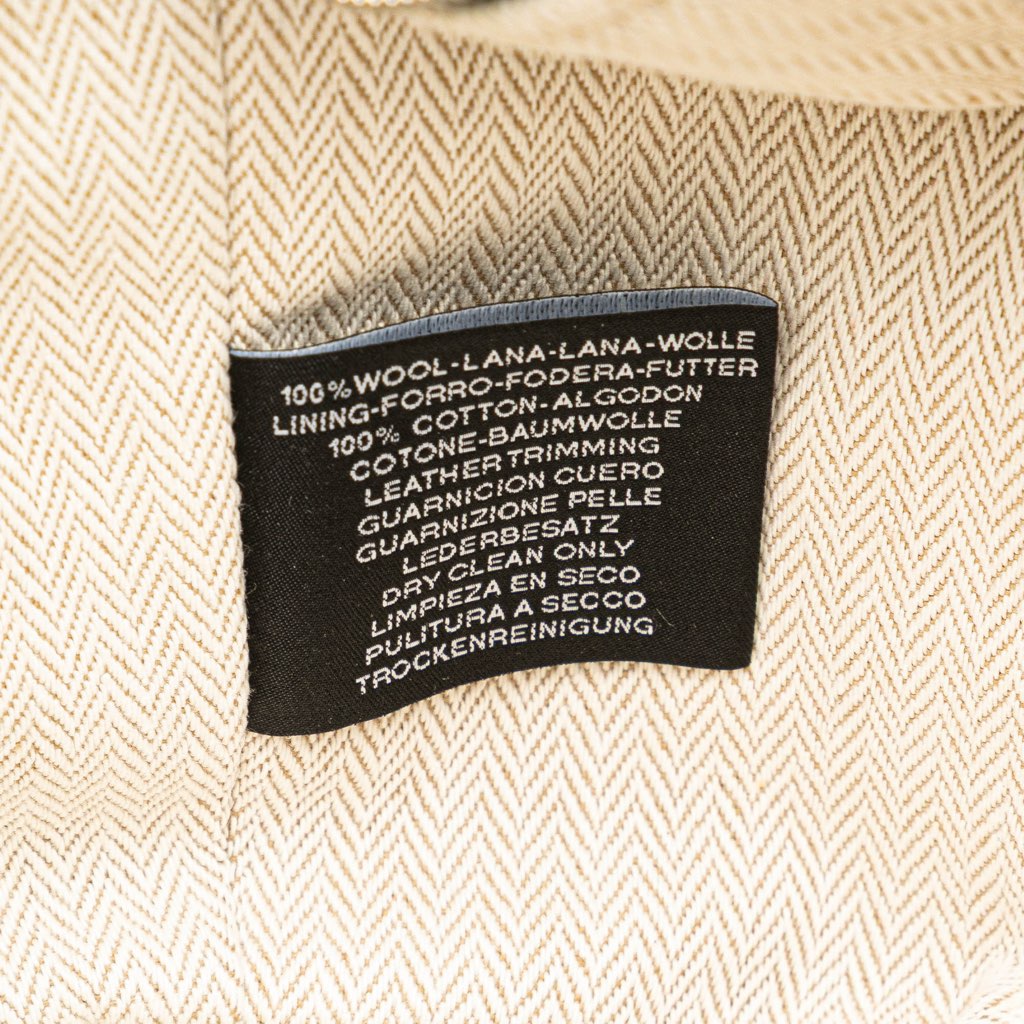 100% WOOL-LANA-LANA-WOLLE
LINING-FORRO-FODERA-FUTTER
100% COTTON-ALGODON
COTONE-BAUMWOLLE
LEATHER TRIMMING
GUARNICION CUERO
GUARNIZIONE PELLE
LEDERBESATZ
DRY CLEAN ONLY
LIMPIEZA EN SECO
PULITURA A SECCO
TROCKENREINIGUNG